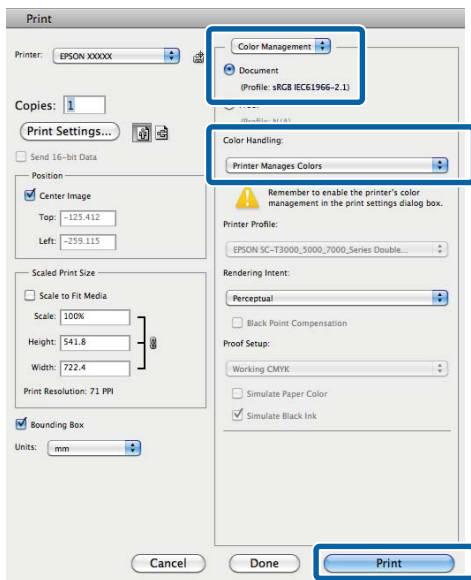 Print
Printer: EPSON XXXXX
Copies: 1
Print Settings...
Send 16-bit Data
Position
Center Image
Top: -125.412
Left: -259.115
Scaled Print Size
Scale to Fit Media
Scale: 100%
Height: 541.8
Width: 722.4
Print Resolution: 71 PPI
Bounding Box
Units: mm
Color Management
Document
(Profile: sRGB IEC61966-2.1)
(Profile: N/A)
Color Handling:
Printer Manages Colors
Remember to enable the printer's color
management in the print settings dialog box.
Printer Profile:
EPSON SC-T3000_5000_7000_Series Double...
Rendering Intent:
Perceptual
Black Point Compensation
Proof Setup:
Working CMYK
Simulate Paper Color
Simulate Black Ink
Cancel
Done
Print